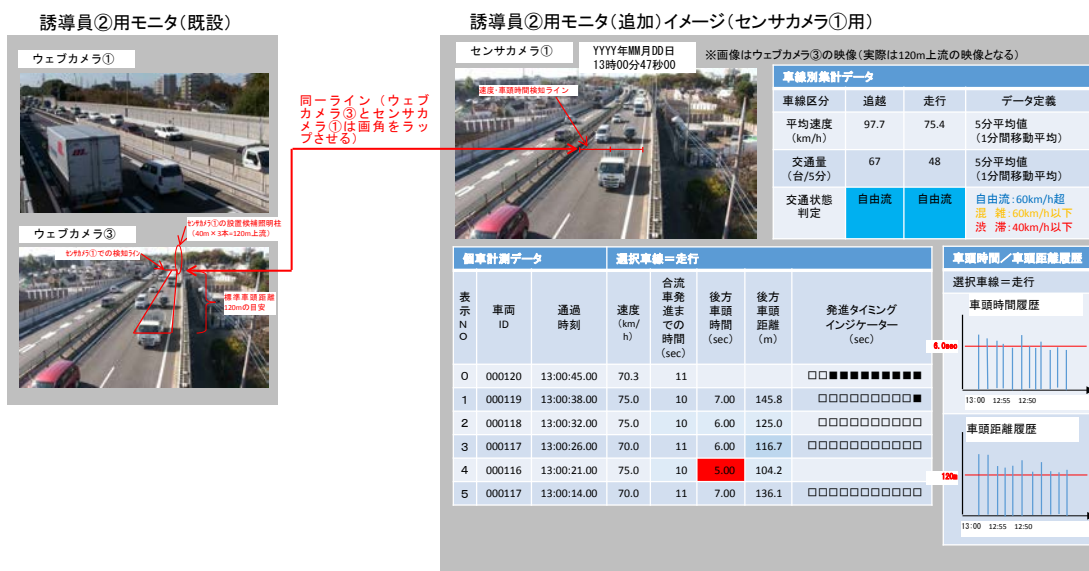 誘導員②用モニタ（既設）
ウェブカメラ①
ウェブカメラ③
センサカメラ①の設置候補照明柱
（40m×3本=120m上流）
センサカメラ①での検知ライン
標準車頭距離
120mの目安
同一ライン（ウェブ
カメラ③とセンサカ
メラ①は画角をラッ
プさせる）
誘導員②用モニタ（追加）イメージ（センサカメラ①用）
センサカメラ①
YYYY年MM月DD日
13時00分47秒00
※画像はウェブカメラ③の映像（実際は120m上流の映像となる）
速度・車頭時間検知ライン
車線別集計データ
車線区分 追越 走行 データ定義
平均速度
（km/h） 97.7 75.4 5分平均値
（1分間移動平均）
交通量
（台/5分） 67 48 5分平均値
（1分間移動平均）
交通状態
判定 自由流 自由流 自由流：60km/h超
混 雑：60km/h以下
渋 滞：40km/h以下
個車計測データ 選択車線＝走行
表
示
N
O
車両
ID
通過
時刻
速度
（km/
h）
合流
車発
進ま
での
時間
（sec）
後方
車頭
時間
（sec）
後方
車頭
距離
（m）
発進タイミング
インジケーター
（sec）
0 000120 13:00:45.00 70.3 11 □□■■■■■■■■■
1 000119 13:00:38.00 75.0 10 7.00 145.8 □□□□□□□□□■
2 000118 13:00:32.00 75.0 10 6.00 125.0 □□□□□□□□□□
3 000117 13:00:26.00 70.0 11 6.00 116.7 □□□□□□□□□□□
4 000116 13:00:21.00 75.0 10 5.00 104.2
5 000117 13:00:14.00 70.0 11 7.00 136.1 □□□□□□□□□□□
車頭時間／車頭距離履歴
選択車線＝走行
車頭時間履歴
6.0sec
13:00 12:55 12:50
車頭距離履歴
120m
13:00 12:55 12:50